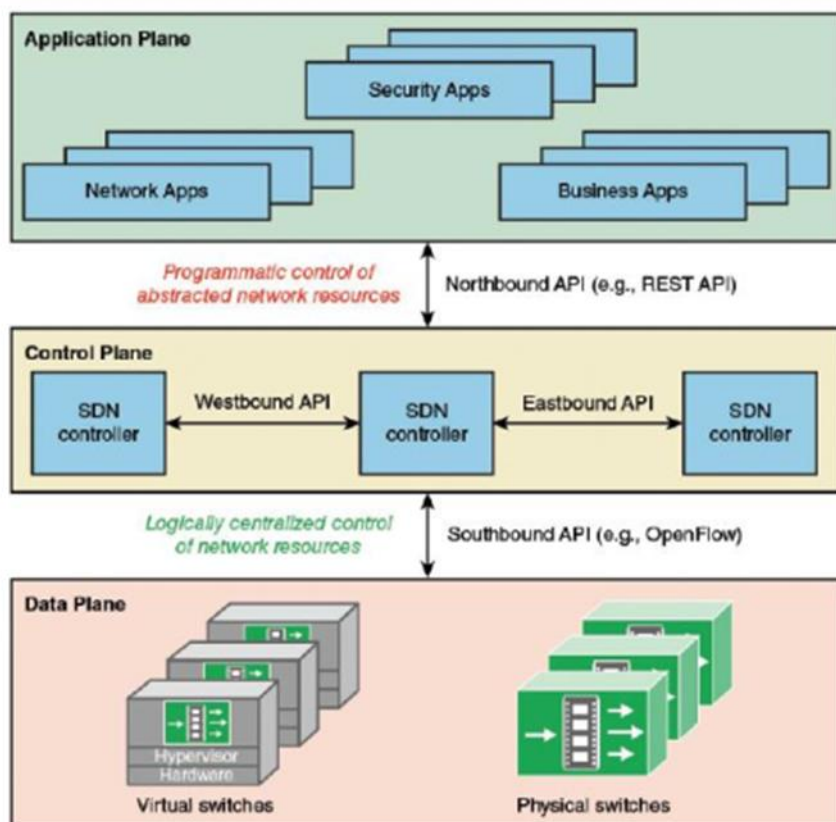 Application Plane
Security Apps
Network Apps
Business Apps
Programmatic control of
abstracted network resources
Northbound API (e.g., REST API)
Control Plane
SDN
controller
Westbound API
SDN
controller
Eastbound API
SDN
controller
Logically centralized control
of network resources
Southbound API (e.g., OpenFlow)
Data Plane
Hypervisor
Hardware
Virtual switches
Physical switches